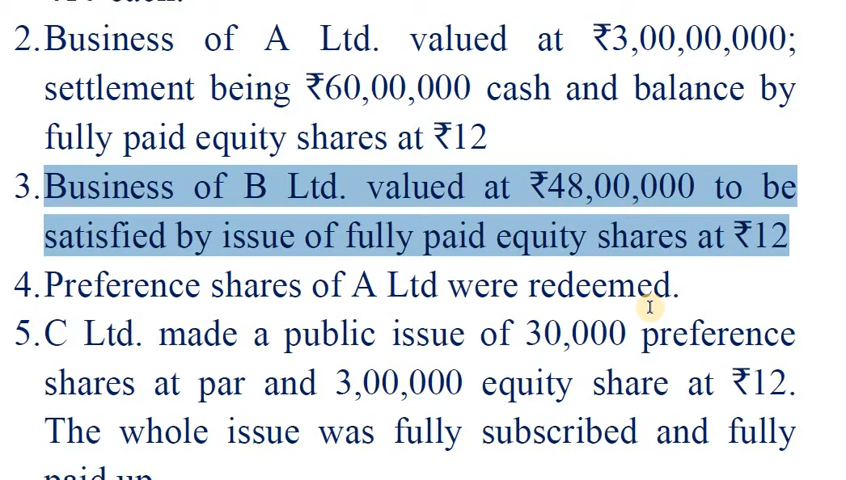 2. Business of A Ltd. valued at ₹3,00,00,000;
settlement being ₹60,00,000 cash and balance by
fully paid equity shares at ₹12
3. Business of B Ltd. valued at ₹48,00,000 to be
satisfied by issue of fully paid equity shares at ₹12
4. Preference shares of A Ltd were redeemed.
5. C Ltd. made a public issue of 30,000 preference
shares at par and 3,00,000 equity share at ₹12.
The whole issue was fully subscribed and fully
paid up